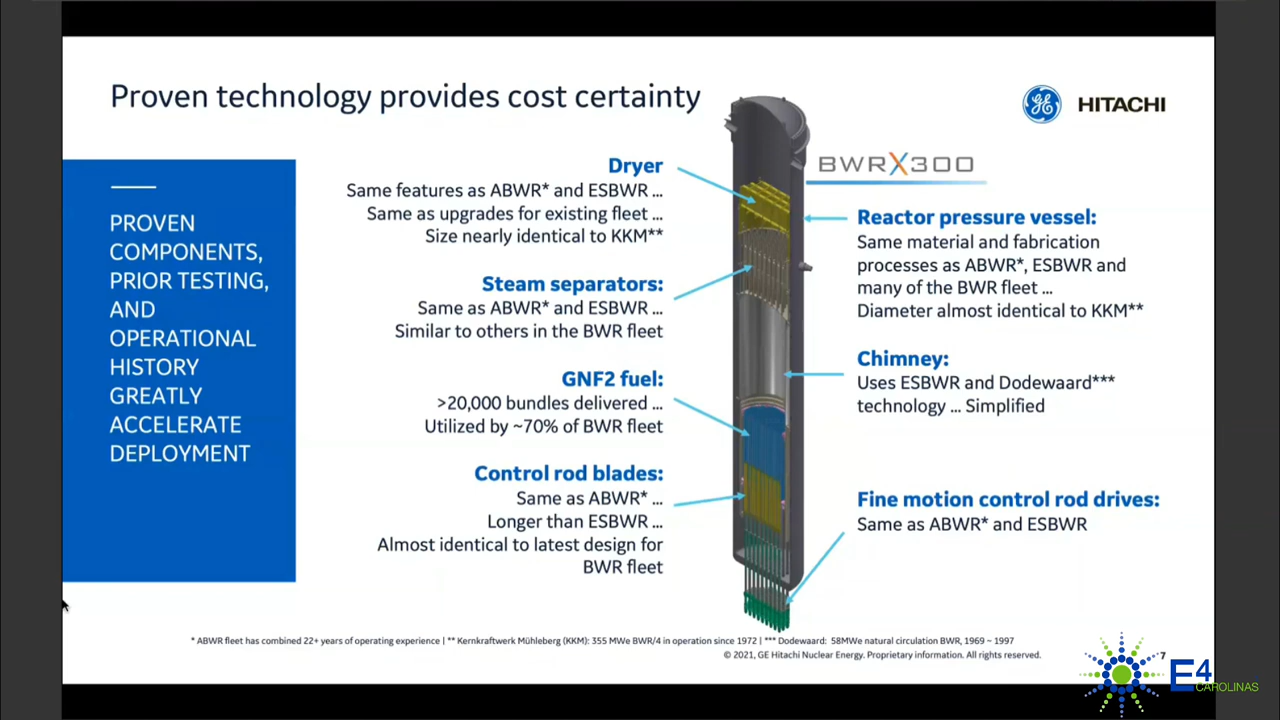 Proven technology provides cost certainty
GE
HITACHI
PROVEN
COMPONENTS,
PRIOR TESTING,
AND
OPERATIONAL
HISTORY
GREATLY
ACCELERATE
DEPLOYMENT
Dryer
Same features as ABWR* and ESBWR ...
Same as upgrades for existing fleet ...
Size nearly identical to KKM**
Steam separators:
Same as ABWR* and ESBWR ...
Similar to others in the BWR fleet
GNF2 fuel:
>20,000 bundles delivered ...
Utilized by ~70% of BWR fleet
Control rod blades:
Same as ABWR* ...
Longer than ESBWR ...
Almost identical to latest design for
BWR fleet
BWRX300
Reactor pressure vessel:
Same material and fabrication
processes as ABWR*, ESBWR and
many of the BWR fleet ...
Diameter almost identical to KKM**
Chimney:
Uses ESBWR and Dodewaard***
technology ... Simplified
Fine motion control rod drives:
Same as ABWR* and ESBWR
* ABWR fleet has combined 22+ years of operating experience | ** Kernkraftwerk Mühleberg (KKM): 355 MWe BWR/4 in operation since 1972 | *** Dodewaard: 58MWe natural circulation BWR, 1969 ~ 1997
© 2021, GE Hitachi Nuclear Energy. Proprietary information. All rights reserved.
7
E4
CAROLINAS